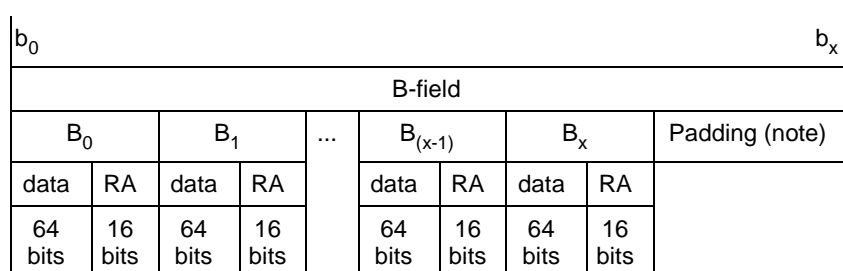 b0 bx
B-field
B0 B1 ... B(x-1) Bx Padding (note)
data RA data RA data RA data RA
64 16 64 16 64 16 64 16
bits bits bits bits bits bits bits bits